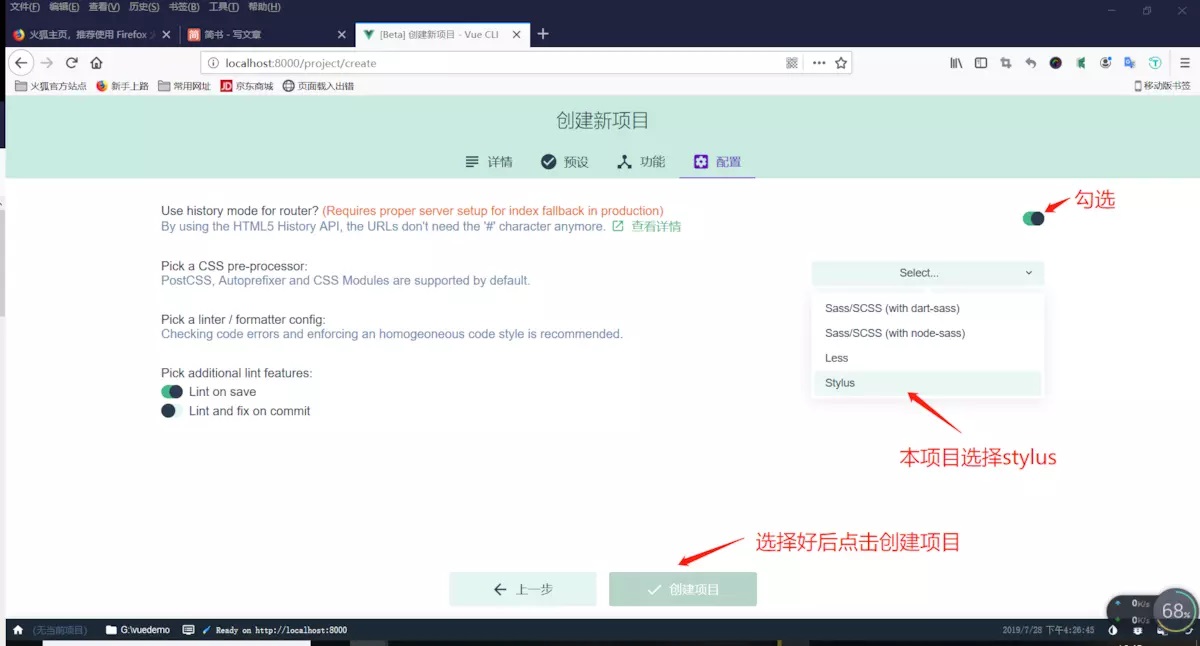 文件(F) 编辑(E) 查看(V) 历史(S) 书签(B) 工具(T) 帮助(H)
火狐主页，推荐使用 Firefox
简书 - 写文章
[Beta] 创建新项目 - Vue CLI
localhost:8000/project/create
火狐官方站点 新手上路 常用网址 JD 京东商城 页面载入出错 移动版书签
创建新项目
详情 预设 功能 配置
Use history mode for router? (Requires proper server setup for index fallback in production)
By using the HTML5 History API, the URLs don't need the '#' character anymore. 查看详情
勾选
Pick a CSS pre-processor:
PostCSS, Autoprefixer and CSS Modules are supported by default.
Select...
Sass/SCSS (with dart-sass)
Sass/SCSS (with node-sass)
Less
Stylus
Pick a linter / formatter config:
Checking code errors and enforcing an homogeoneous code style is recommended.
Pick additional lint features:
Lint on save
Lint and fix on commit
本项目选择stylus
选择好后点击创建项目
上一步 创建项目
0K/s
0K/s
68%
(无当前项目) G:\vuedemo Ready on http://localhost:8000 2019/7/28 下午4:26:45